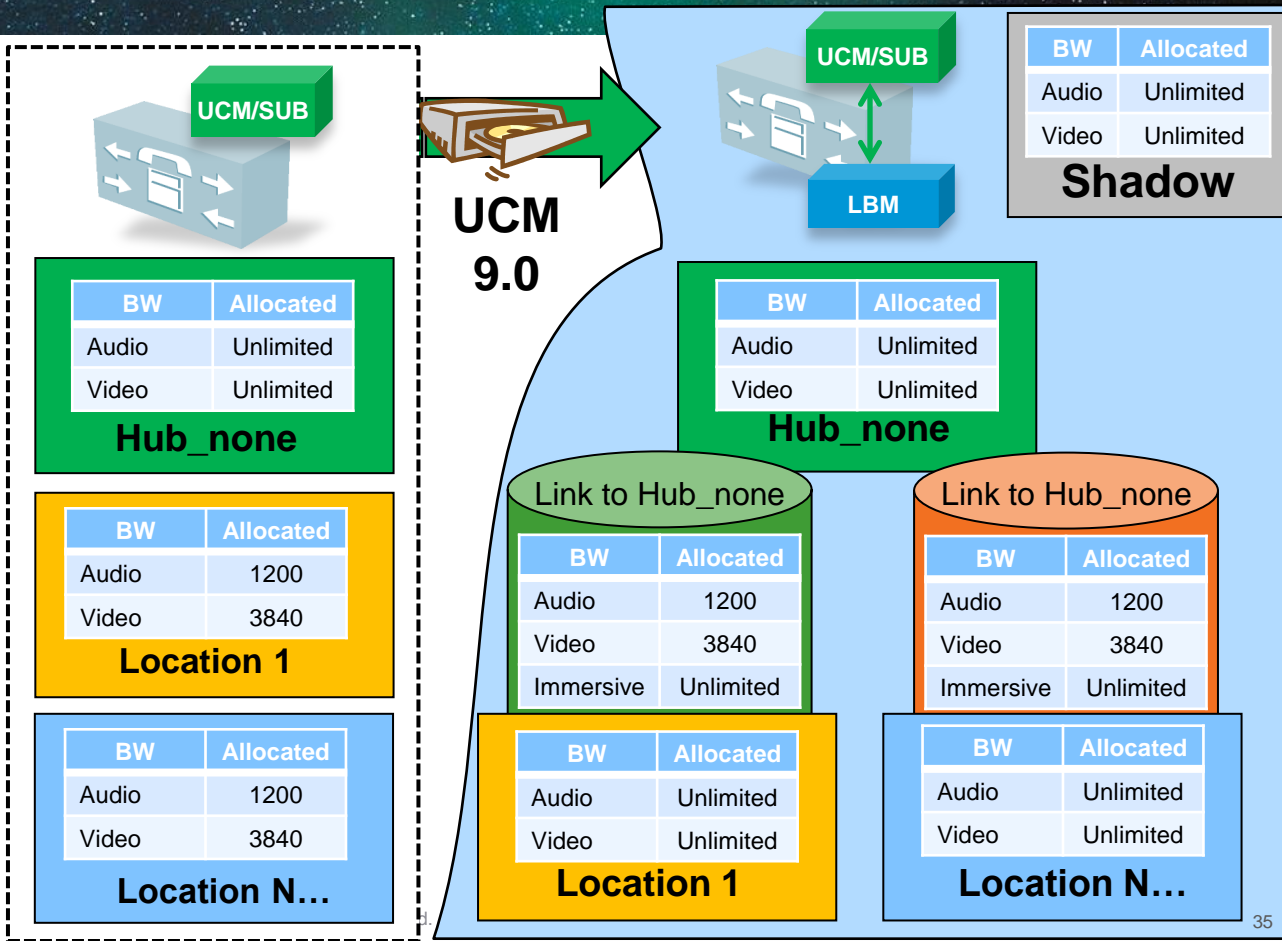 UCM/SUB
BW Allocated
Audio Unlimited
Video Unlimited
Hub_none
BW Allocated
Audio 1200
Video 3840
Location 1
BW Allocated
Audio 1200
Video 3840
Location N…
UCM
9.0
UCM/SUB
LBM
BW Allocated
Audio Unlimited
Video Unlimited
Shadow
BW Allocated
Audio Unlimited
Video Unlimited
Hub_none
Link to Hub_none
BW Allocated
Audio 1200
Video 3840
Immersive Unlimited
BW Allocated
Audio Unlimited
Video Unlimited
Location 1
Link to Hub_none
BW Allocated
Audio 1200
Video 3840
Immersive Unlimited
BW Allocated
Audio Unlimited
Video Unlimited
Location N…
d.
35